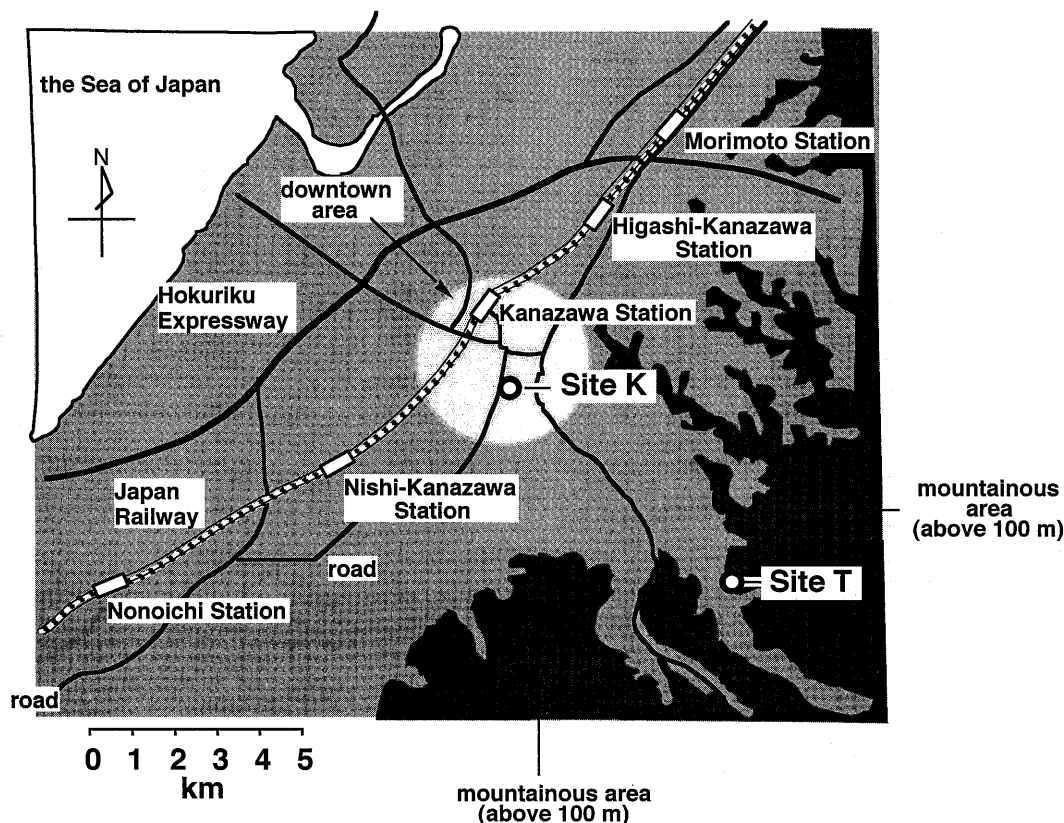 the Sea of Japan
N
Morimoto Station
downtown
area
Higashi-Kanazawa
Station
Hokuriku
Expressway
Kanazawa Station
Site K
Japan
Railway
Nishi-Kanazawa
Station
mountainous
area
(above 100 m)
road
Site T
Nonoichi Station
road
0 1 2 3 4 5
km
mountainous area
(above 100 m)